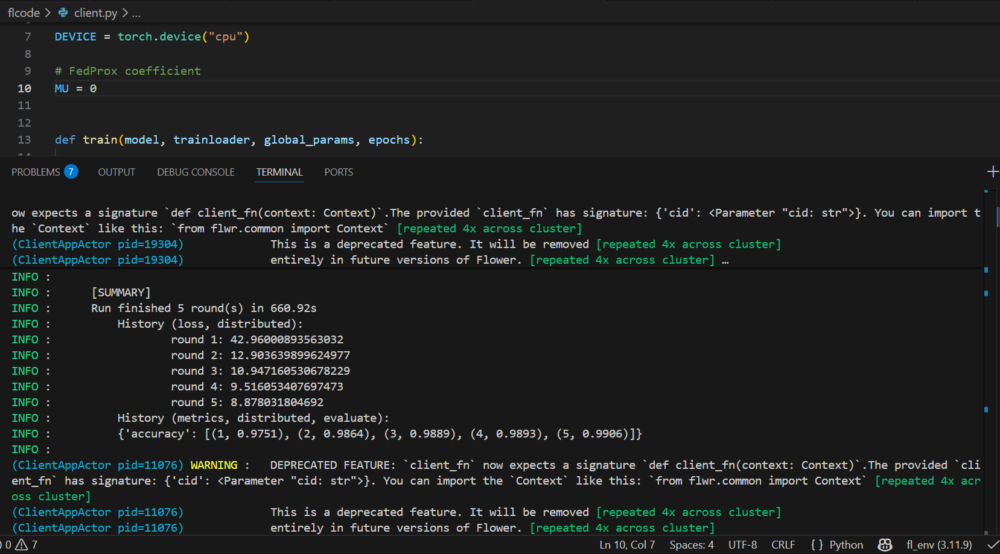 flcode > client.py > ...
7 DEVICE = torch.device("cpu")
8
9 # FedProx coefficient
10 MU = 0
11
12
13 def train(model, trainloader, global_params, epochs):
PROBLEMS 7 OUTPUT DEBUG CONSOLE TERMINAL PORTS
ow expects a signature `def client_fn(context: Context)`.The provided `client_fn` has signature: {'cid': <Parameter "cid: str">}. You can import t
he `Context` like this: `from flwr.common import Context` [repeated 4x across cluster]
(ClientAppActor pid=19304) This is a deprecated feature. It will be removed [repeated 4x across cluster]
(ClientAppActor pid=19304) entirely in future versions of Flower. [repeated 4x across cluster] …
INFO :
INFO : [SUMMARY]
INFO : Run finished 5 round(s) in 660.92s
INFO : History (loss, distributed):
INFO : round 1: 42.96000893563032
INFO : round 2: 12.903639899624977
INFO : round 3: 10.947160530678229
INFO : round 4: 9.516053407697473
INFO : round 5: 8.878031804692
INFO : History (metrics, distributed, evaluate):
INFO : {'accuracy': [(1, 0.9751), (2, 0.9864), (3, 0.9889), (4, 0.9893), (5, 0.9906)]}
INFO :
(ClientAppActor pid=11076) WARNING : DEPRECATED FEATURE: `client_fn` now expects a signature `def client_fn(context: Context)`.The provided `cli
ent_fn` has signature: {'cid': <Parameter "cid: str">}. You can import the `Context` like this: `from flwr.common import Context` [repeated 4x acr
oss cluster]
(ClientAppActor pid=11076) This is a deprecated feature. It will be removed [repeated 4x across cluster]
(ClientAppActor pid=11076) entirely in future versions of Flower. [repeated 4x across cluster]
0 7 Ln 10, Col 7 Spaces: 4 UTF-8 CRLF { } Python fl_env (3.11.9)